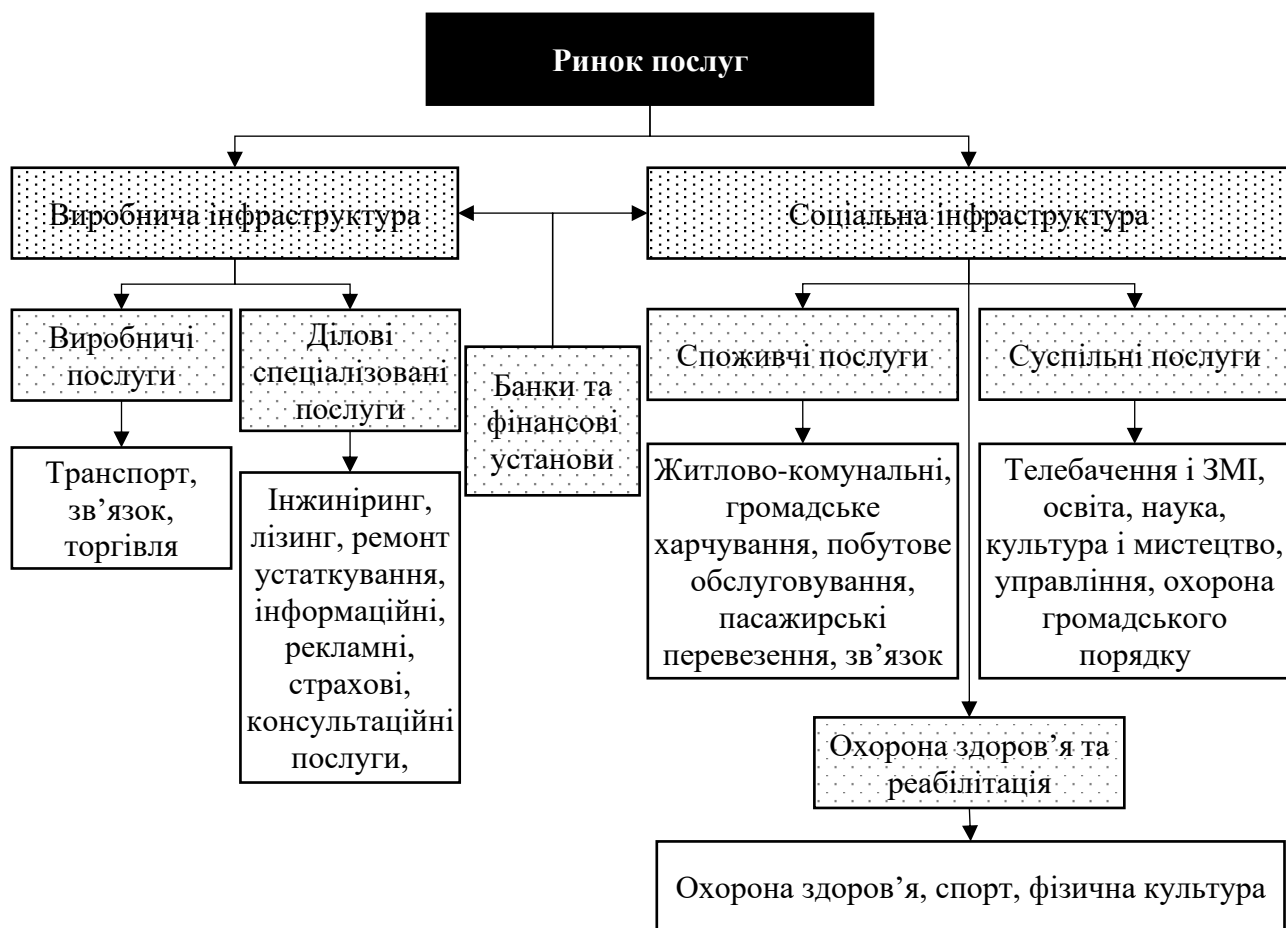 Ринок послуг
Виробнича інфраструктура
Соціальна інфраструктура
Виробничі
послуги
Ділові
спеціалізовані
послуги
Банки та
фінансові
установи
Споживчі послуги
Суспільні послуги
Транспорт,
зв’язок,
торгівля
Інжиніринг,
лізинг, ремонт
устаткування,
інформаційні,
рекламні,
страхові,
консультаційні
послуги,
Житлово-комунальні,
громадське
харчування, побутове
обслуговування,
пасажирські
перевезення, зв’язок
Телебачення і ЗМІ,
освіта, наука,
культура і мистецтво,
управління, охорона
громадського
порядку
Охорона здоров’я та
реабілітація
Охорона здоров’я, спорт, фізична культура